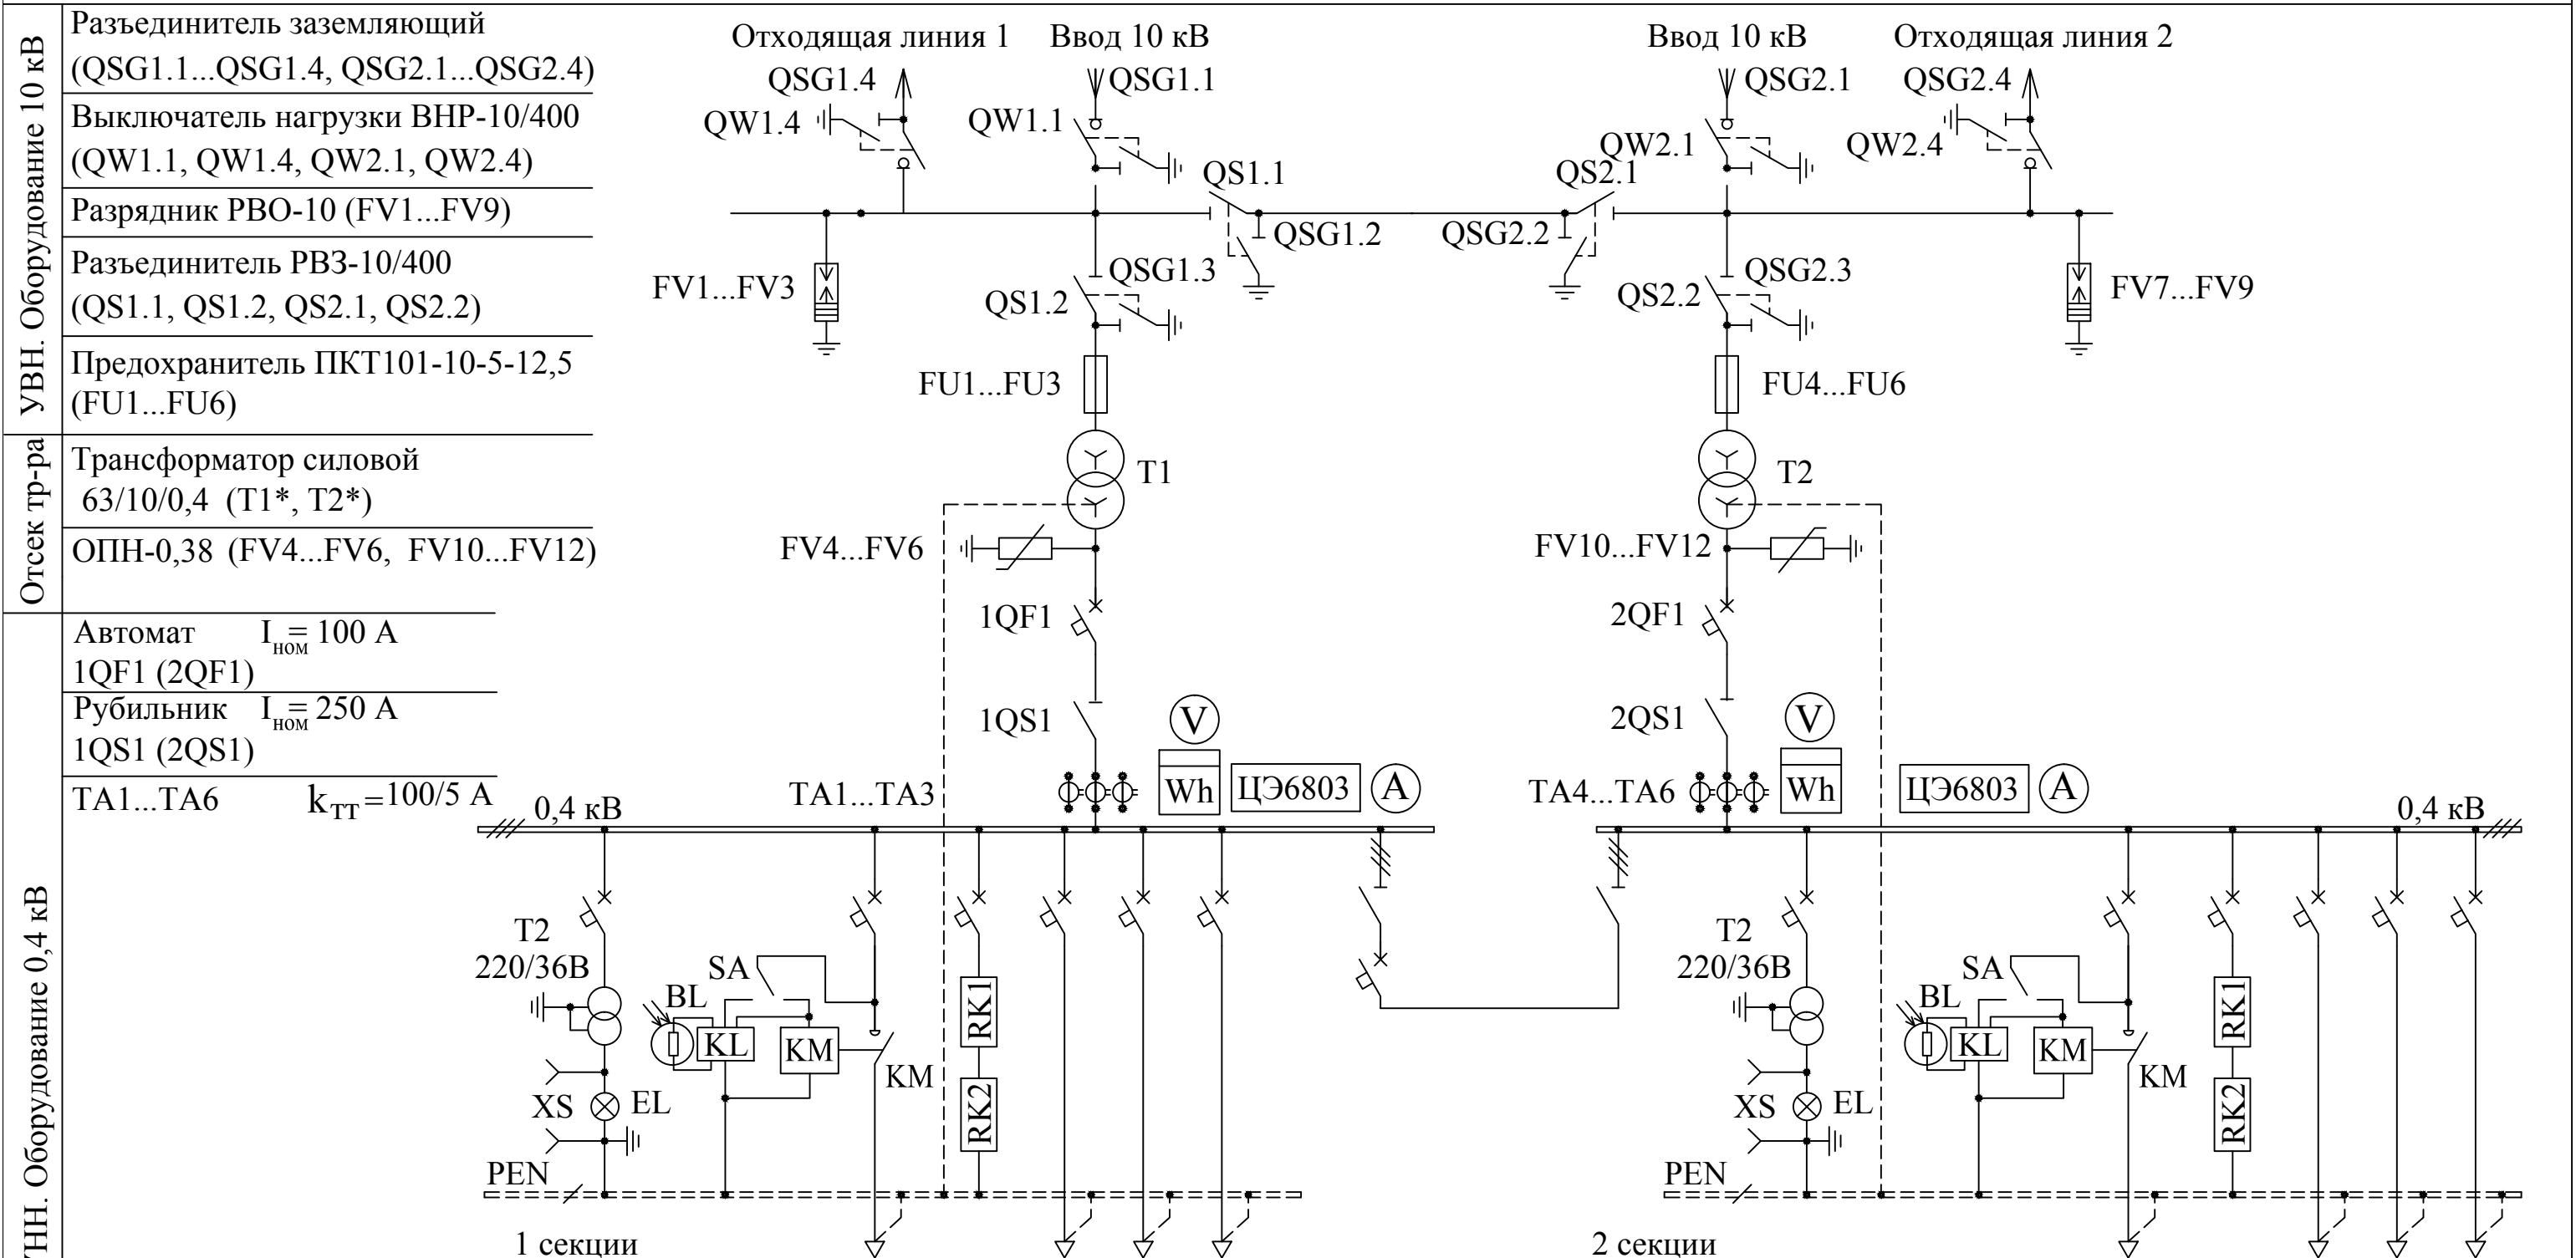 УВН. Оборудование 10 кВ
Разъединитель заземляющий
(QSG1.1...QSG1.4, QSG2.1...QSG2.4)
Выключатель нагрузки ВНР-10/400
(QW1.1, QW1.4, QW2.1, QW2.4)
Разрядник РВО-10 (FV1...FV9)
Разъединитель РВЗ-10/400
(QS1.1, QS1.2, QS2.1, QS2.2)
Предохранитель ПКТ101-10-5-12,5
(FU1...FU6)
Отсек тр-ра
Трансформатор силовой
63/10/0,4 (T1*, T2*)
ОПН-0,38 (FV4...FV6, FV10...FV12)
УНН. Оборудование 0,4 кВ
Автомат Iном= 100 А
1QF1 (2QF1)
Рубильник Iном= 250 А
1QS1 (2QS1)
TA1...TA6 kТТ=100/5 А
Отходящая линия 1
Ввод 10 кВ
Ввод 10 кВ
Отходящая линия 2
QSG1.4
QSG1.1
QSG2.1
QSG2.4
QW1.4
QW1.1
QW2.1
QW2.4
QS1.1
QS2.1
QSG1.2
QSG2.2
FV1...FV3
QSG1.3
QS1.2
QSG2.3
QS2.2
FV7...FV9
FU1...FU3
FU4...FU6
T1
T2
FV4...FV6
FV10...FV12
1QF1
2QF1
1QS1
V
2QS1
V
TA1...TA3
Wh
ЦЭ6803
A
TA4...TA6
Wh
ЦЭ6803
A
0,4 кВ
0,4 кВ
T2
220/36В
SA
BL
KL
KM
KM
RK1
RK2
XS
EL
PEN
1 секции
T2
220/36В
SA
BL
KL
KM
KM
RK1
RK2
XS
EL
PEN
2 секции